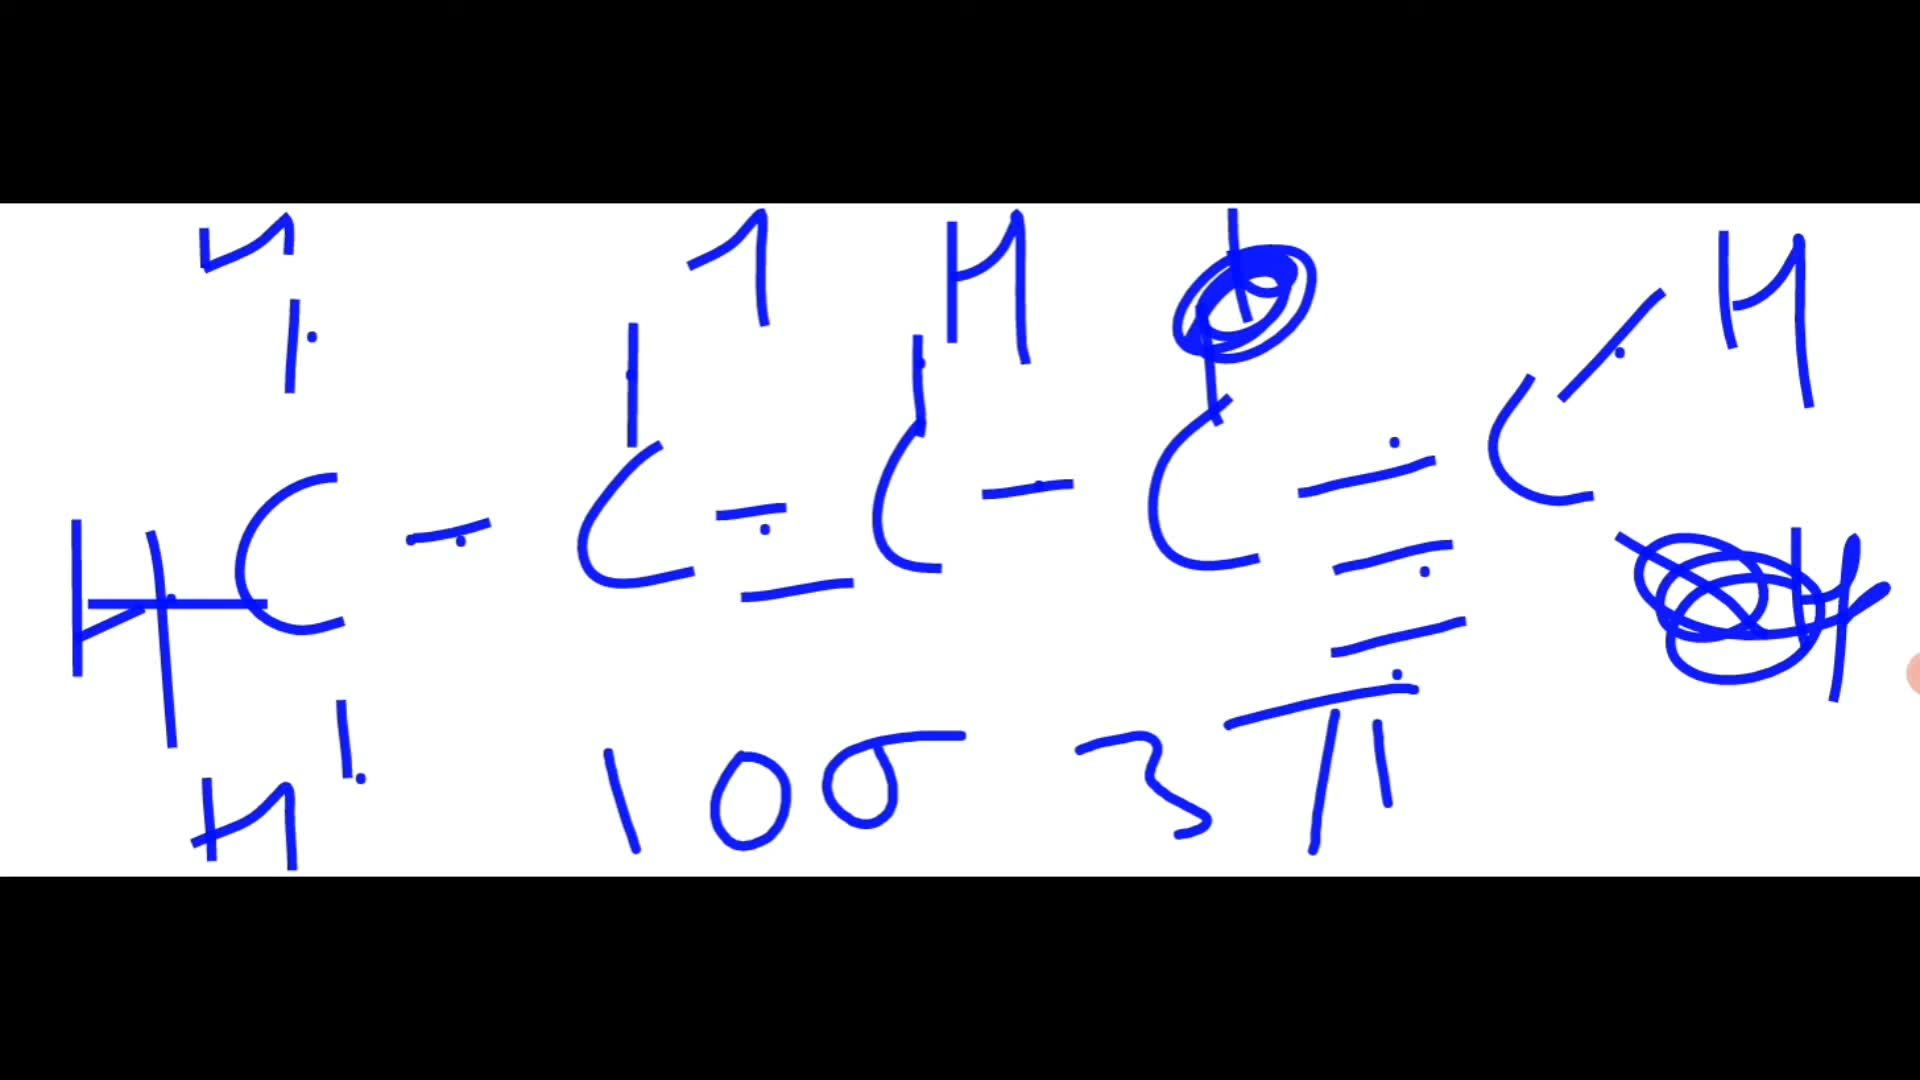 H H H H
H - C - C = C - C ≡ C
H
10σ 3π